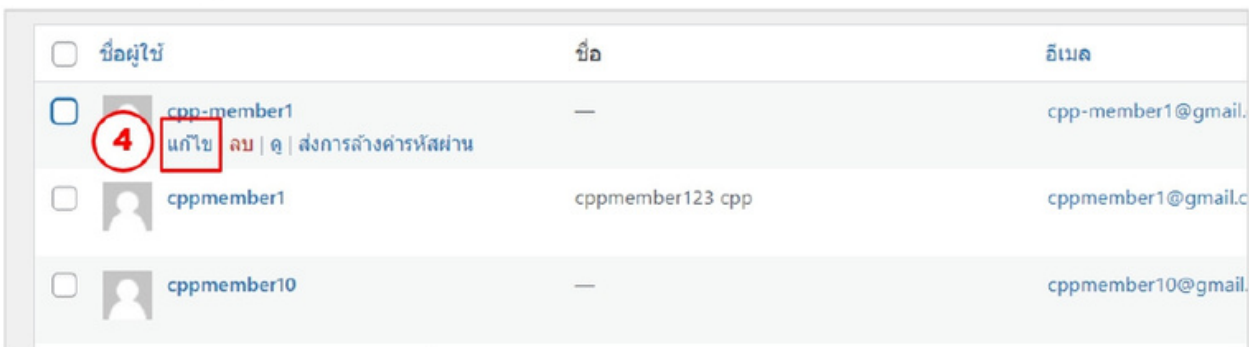 ชื่อผู้ใช้ ชื่อ อีเมล
cpp-member1 — cpp-member1@gmail.
4 แก้ไข ลบ | ดู | ส่งการล้างค่ารหัสผ่าน
cppmember1 cppmember123 cpp cppmember1@gmail.c
cppmember10 — cppmember10@gmail.